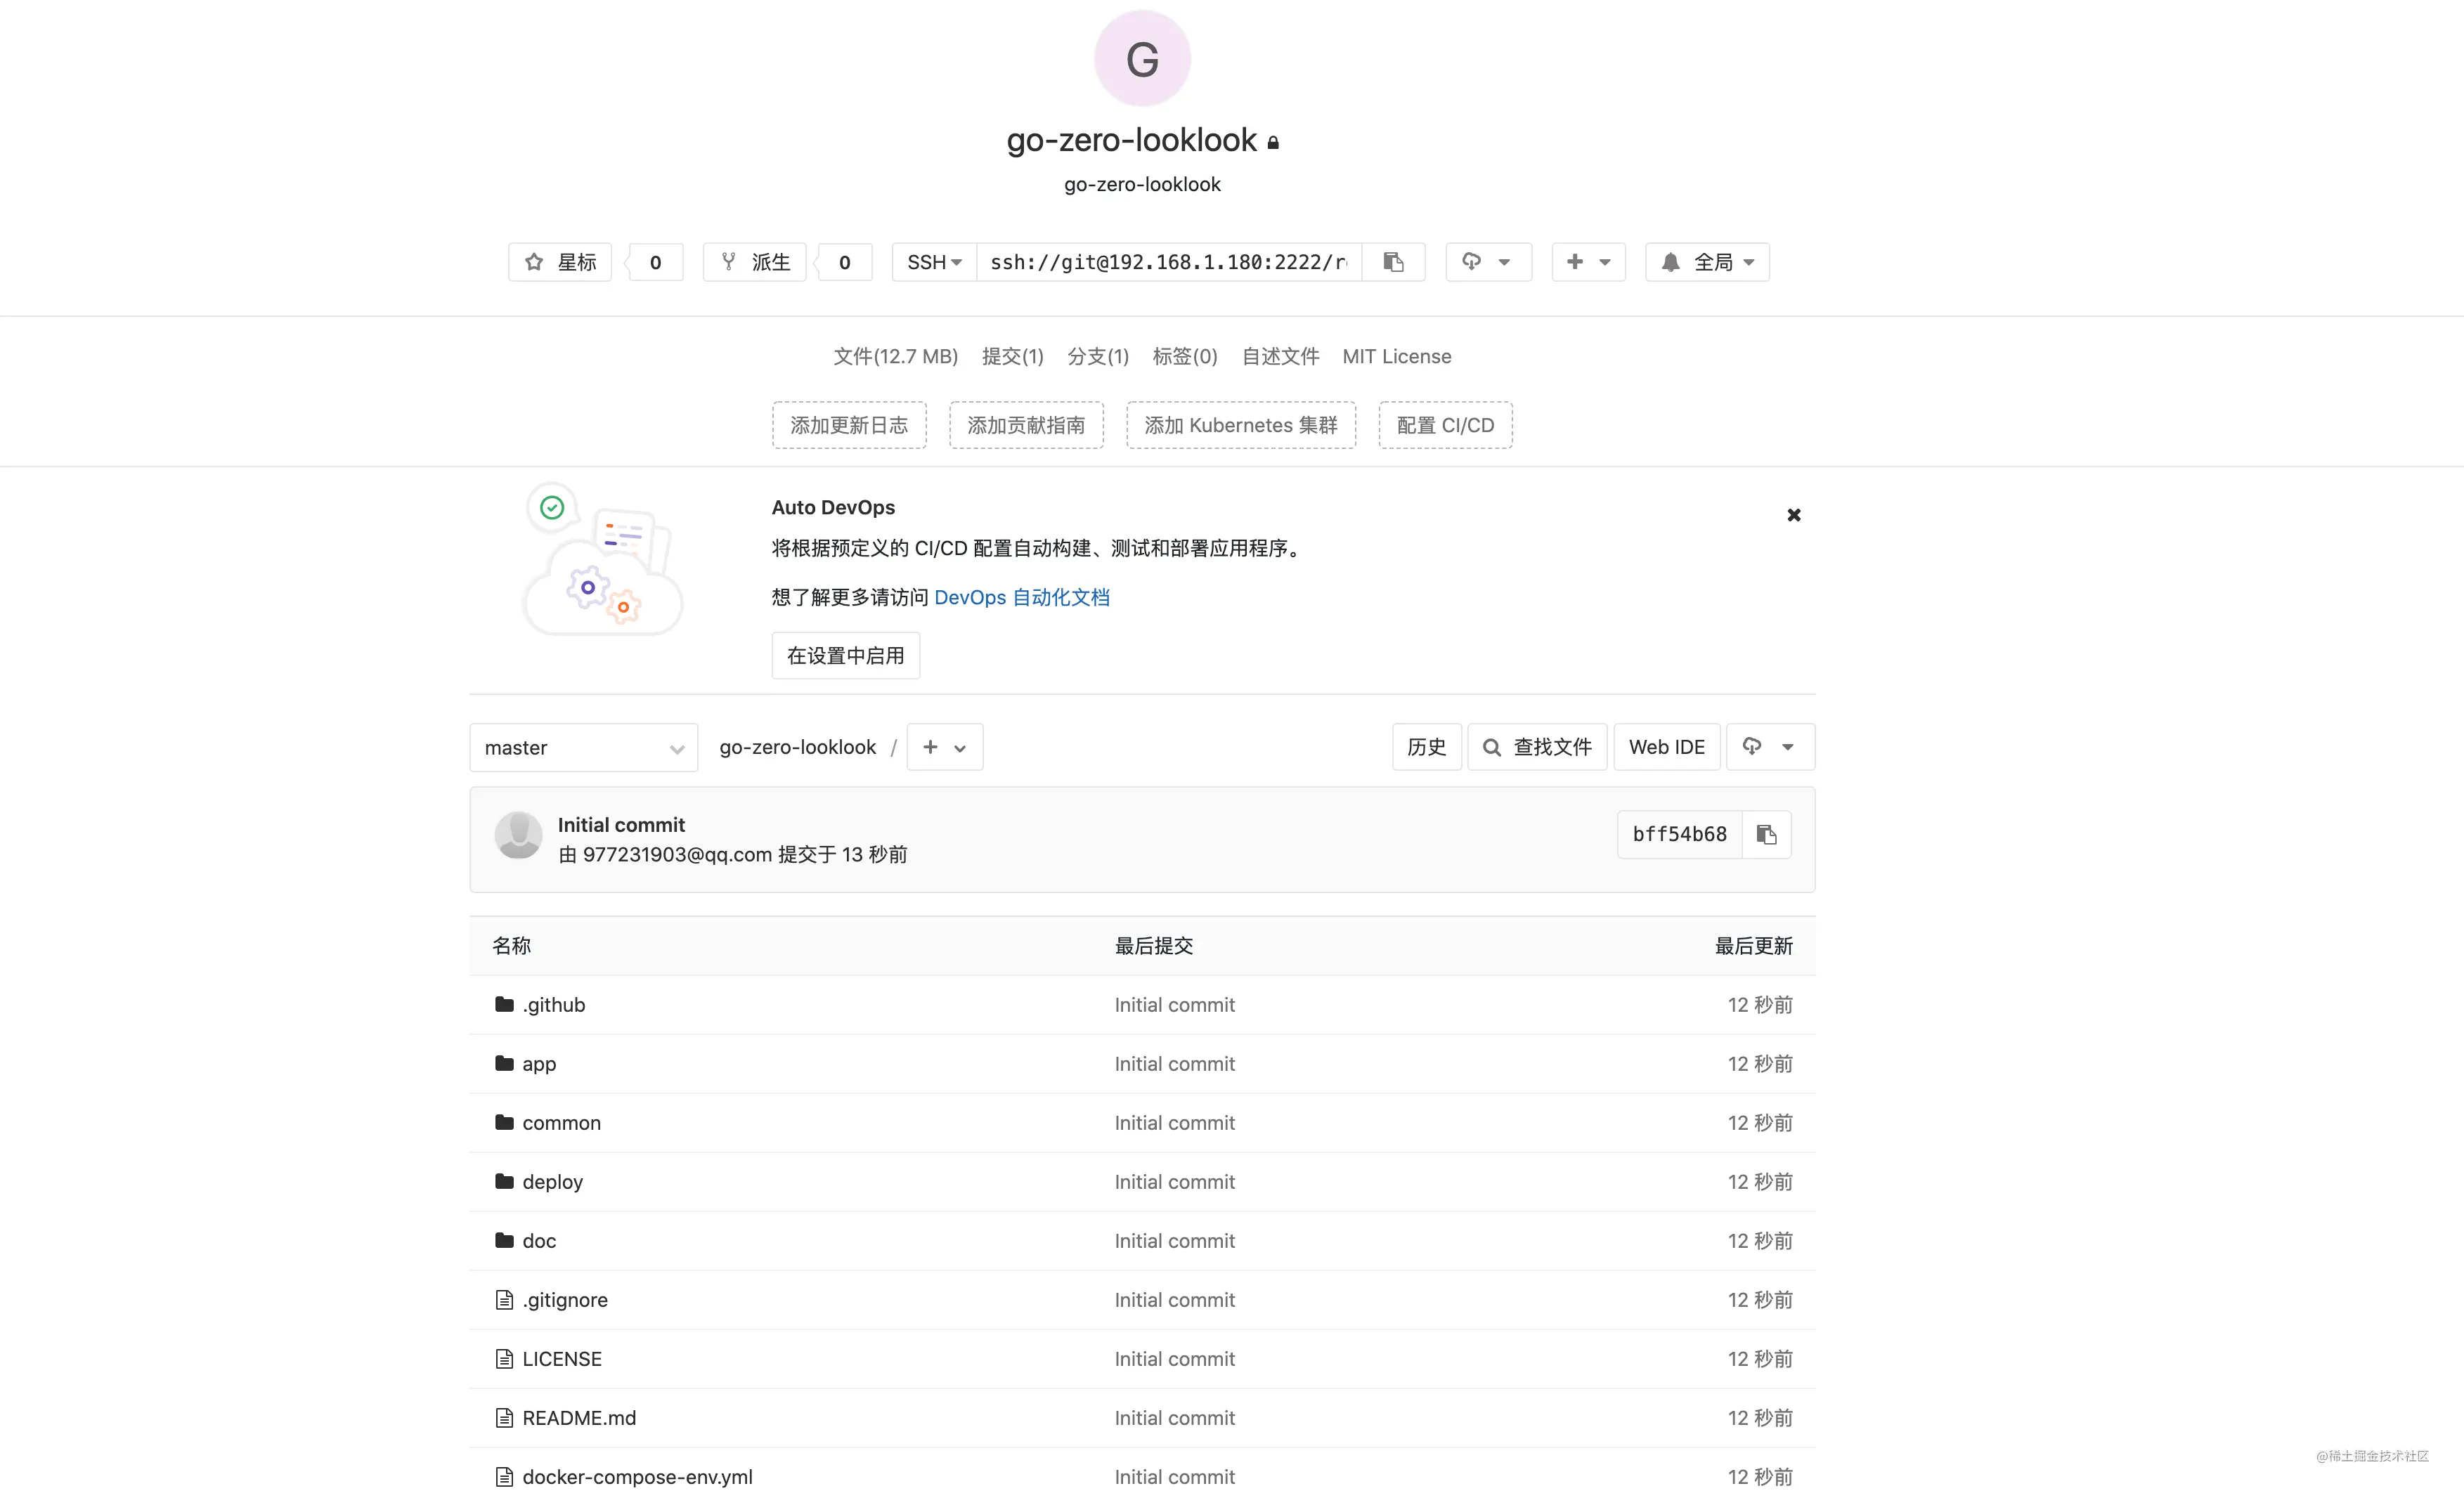 G
go-zero-looklook
go-zero-looklook
星标 0 派生 0 SSH ssh://git@192.168.1.180:2222/r 全局
文件(12.7 MB) 提交(1) 分支(1) 标签(0) 自述文件 MIT License
添加更新日志 添加贡献指南 添加 Kubernetes 集群 配置 CI/CD
Auto DevOps
将根据预定义的 CI/CD 配置自动构建、测试和部署应用程序。
想了解更多请访问 DevOps 自动化文档
在设置中启用
master go-zero-looklook / + 历史 查找文件 Web IDE
Initial commit
由 977231903@qq.com 提交于 13 秒前
bff54b68
名称 最后提交 最后更新
.github Initial commit 12 秒前
app Initial commit 12 秒前
common Initial commit 12 秒前
deploy Initial commit 12 秒前
doc Initial commit 12 秒前
.gitignore Initial commit 12 秒前
LICENSE Initial commit 12 秒前
README.md Initial commit 12 秒前
docker-compose-env.yml Initial commit 12 秒前
@稀土掘金技术社区